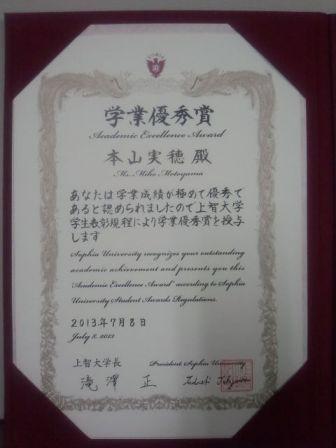 学業優秀賞
Academic Excellence Award
本山実穂 殿
Ms. Miho Motoyama
あなたは学業成績が極めて優秀で
あると認められましたので上智大学
学生表彰規程により学業優秀賞を授与
します
Sophia University recognizes your outstanding
academic achievement and presents you this
"Academic Excellence Award" according to Sophia
University Student Awards Regulations.
2013年7月8日
July 8, 2013
上智大学長 President Sophia University
滝澤 正